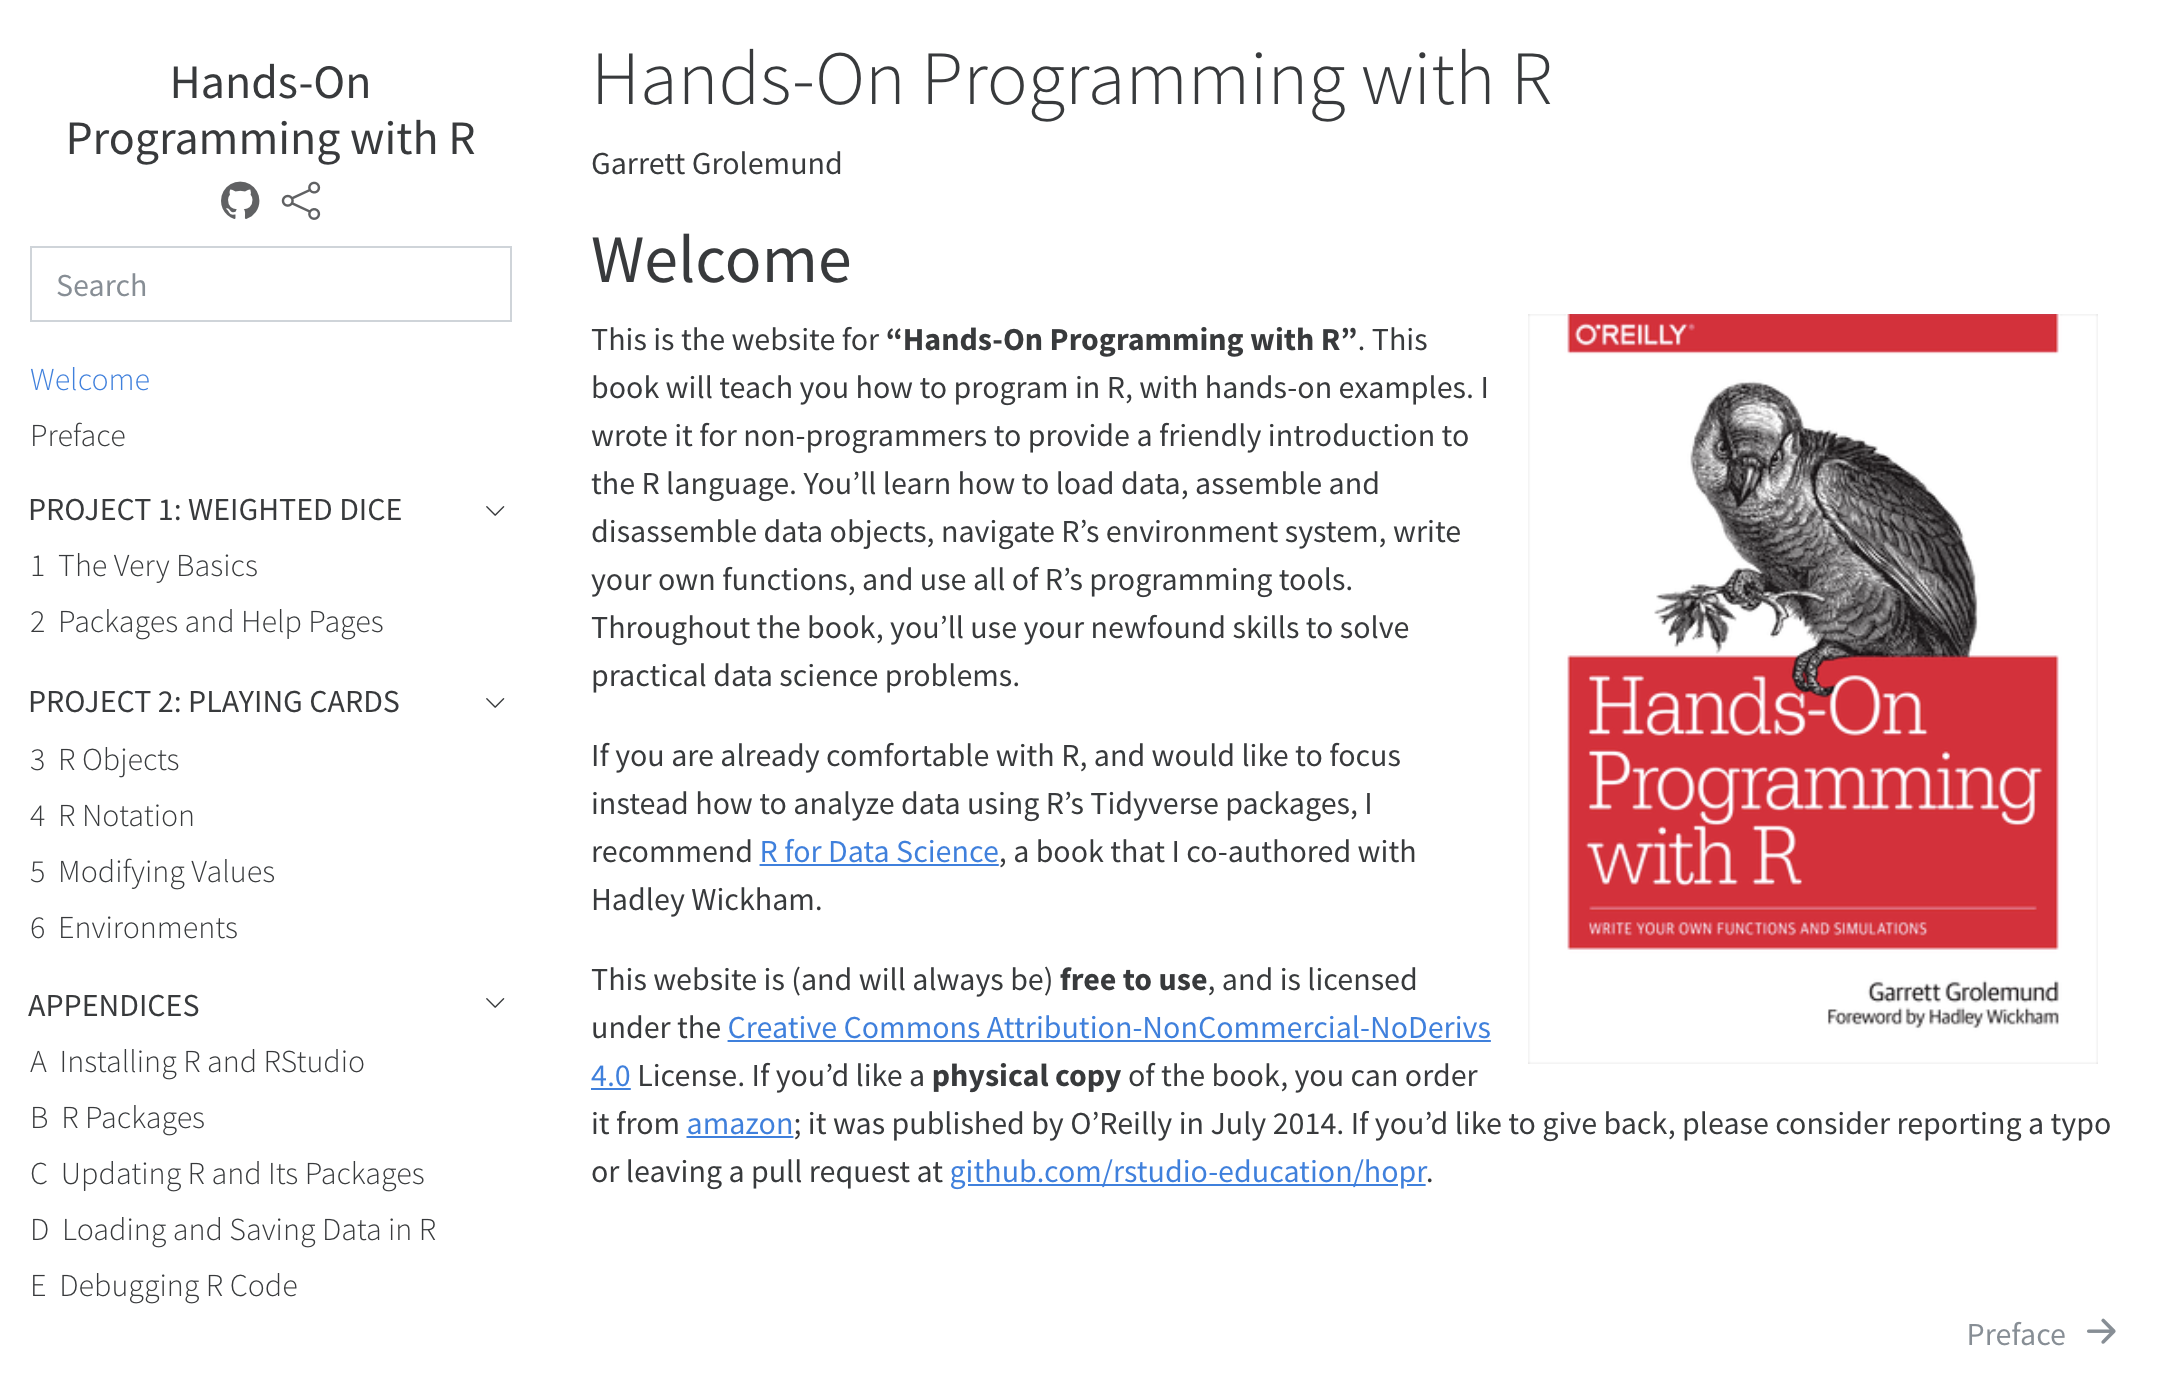 Hands-On
Programming with R
Search
Welcome
Preface
PROJECT 1: WEIGHTED DICE
1 The Very Basics
2 Packages and Help Pages
PROJECT 2: PLAYING CARDS
3 R Objects
4 R Notation
5 Modifying Values
6 Environments
APPENDICES
A Installing R and RStudio
B R Packages
C Updating R and Its Packages
D Loading and Saving Data in R
E Debugging R Code
Hands-On Programming with R
Garrett Grolemund
Welcome
This is the website for “Hands-On Programming with R”. This
book will teach you how to program in R, with hands-on examples. I
wrote it for non-programmers to provide a friendly introduction to
the R language. You’ll learn how to load data, assemble and
disassemble data objects, navigate R’s environment system, write
your own functions, and use all of R’s programming tools.
Throughout the book, you’ll use your newfound skills to solve
practical data science problems.
If you are already comfortable with R, and would like to focus
instead how to analyze data using R’s Tidyverse packages, I
recommend R for Data Science, a book that I co-authored with
Hadley Wickham.
This website is (and will always be) free to use, and is licensed
under the Creative Commons Attribution-NonCommercial-NoDerivs
4.0 License. If you’d like a physical copy of the book, you can order
it from amazon; it was published by O’Reilly in July 2014. If you’d like to give back, please consider reporting a typo
or leaving a pull request at github.com/rstudio-education/hopr.
O'REILLY®
Hands-On
Programming
with R
WRITE YOUR OWN FUNCTIONS AND SIMULATIONS
Garrett Grolemund
Foreword by Hadley Wickham
Preface →